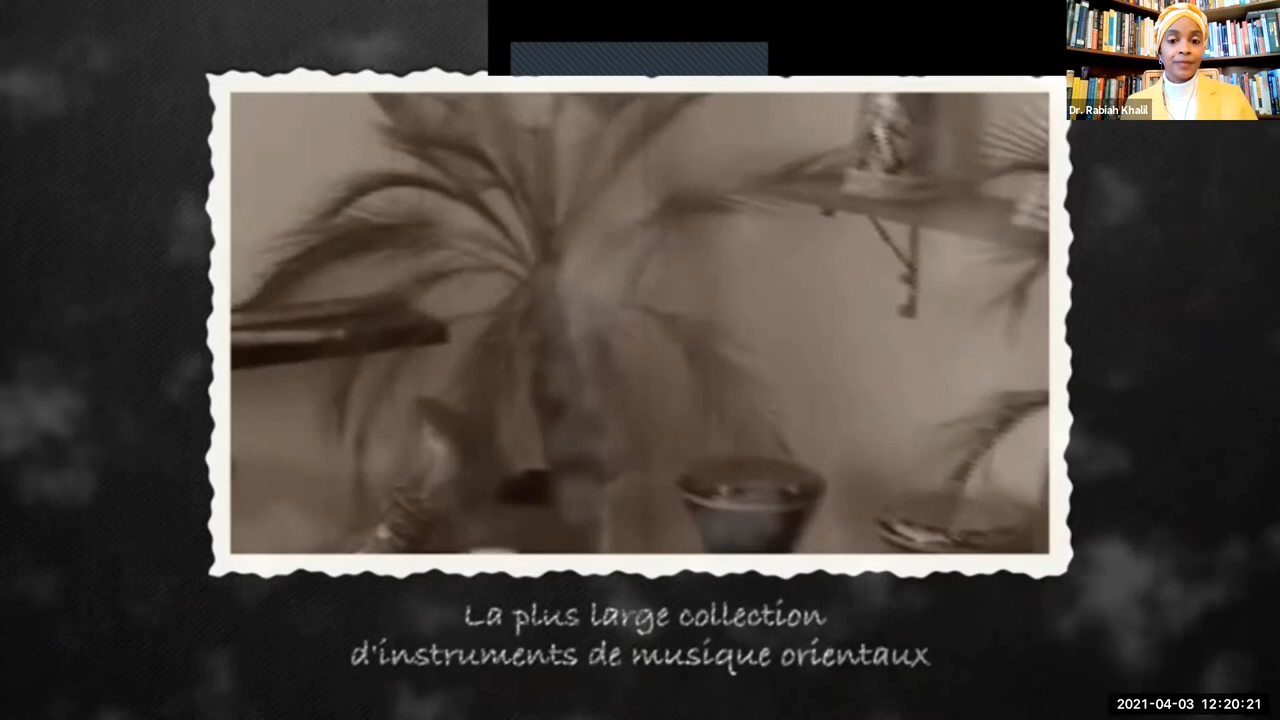 Dr. Rabiah Khalil
La plus large collection
d'instruments de musique orientaux
2021-04-03 12:20:21